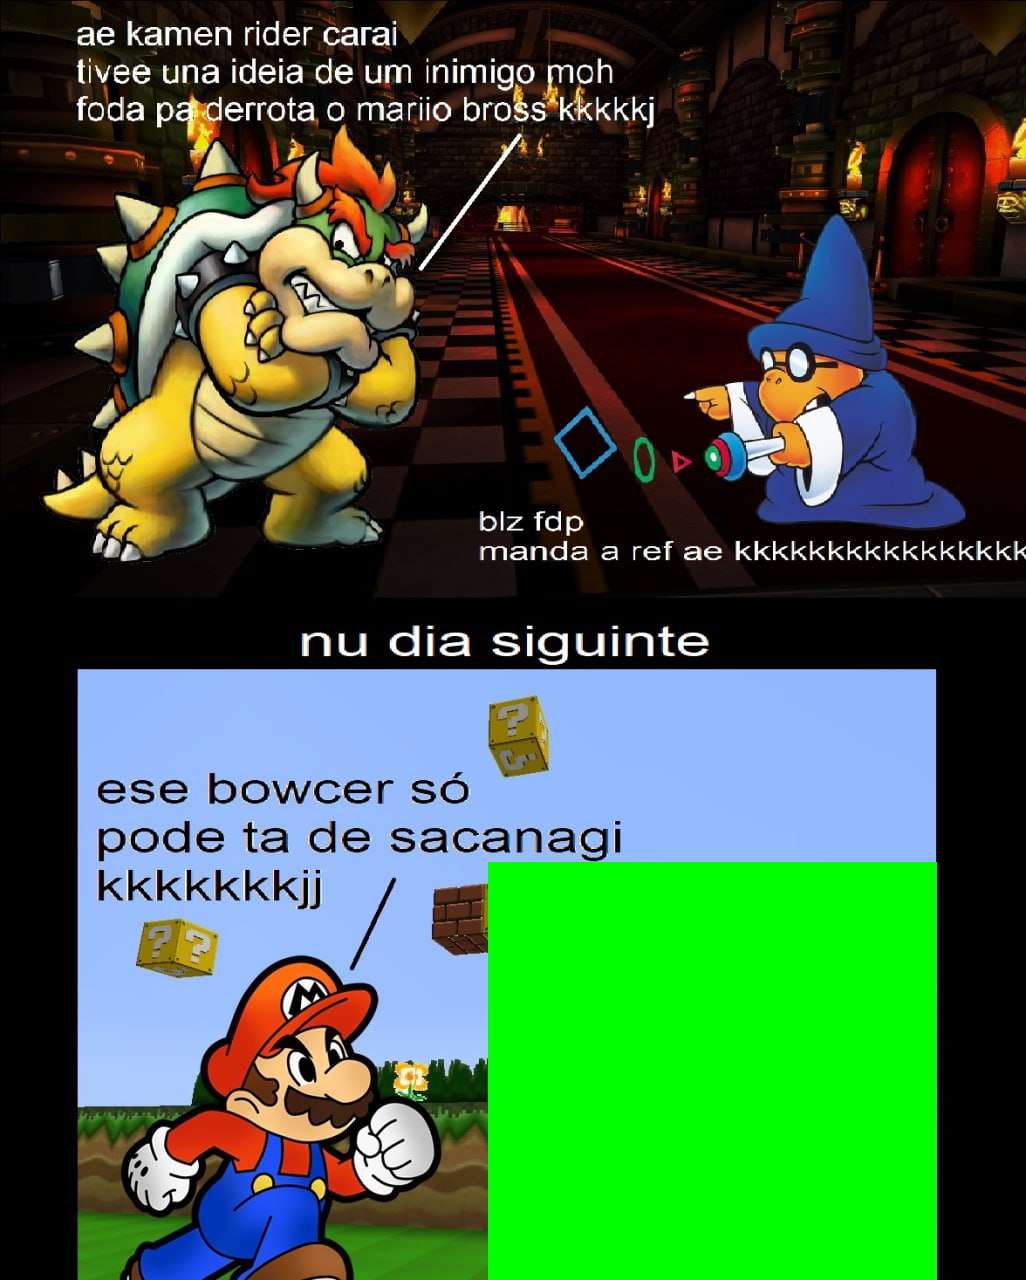 ae kamen rider carai
tivee una ideia de um inimigo moh
foda pa derrota o mariio bross kkkkkj
blz fdp
manda a ref ae kkkkkkkkkkkkkkkkk
nu dia siguinte
ese bowcer só
pode ta de sacanagi
kkkkkkkjj
M